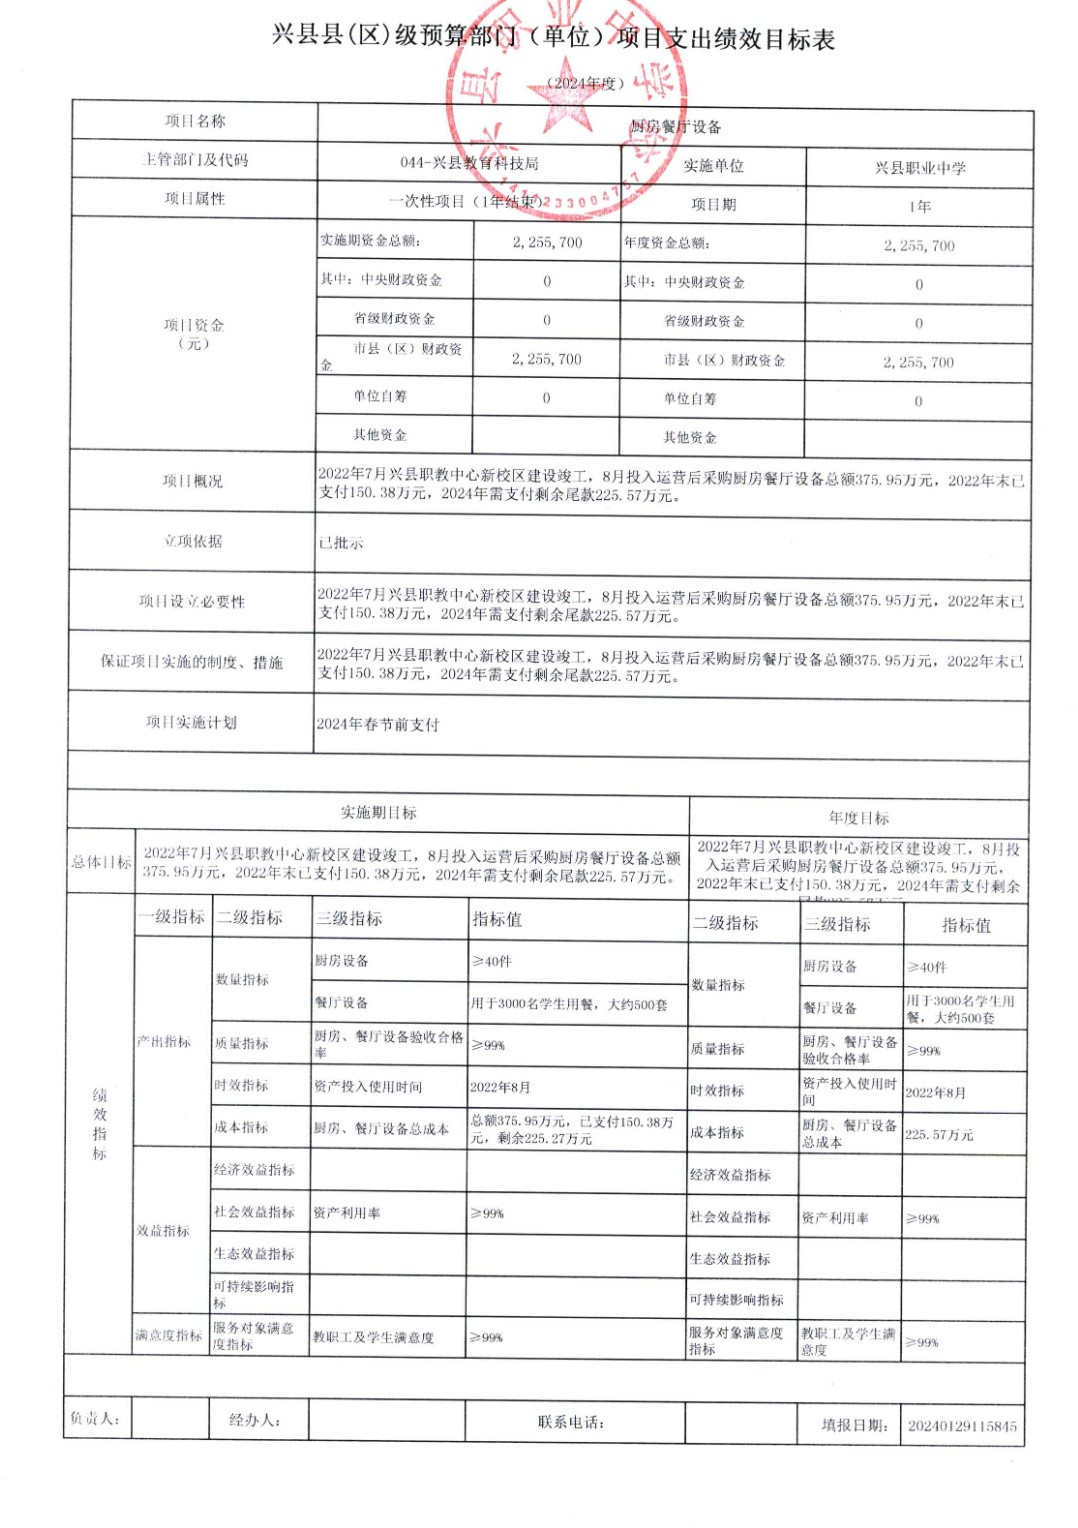 兴县县(区)级预算部门（单位）项目支出绩效目标表
（2024年度）
项目名称 厨房餐厅设备
主管部门及代码 044-兴县教育科技局 实施单位 兴县职业中学
项目属性 一次性项目（1年结束） 项目期 1年
项目资金
（元）
实施期资金总额： 2,255,700 年度资金总额： 2,255,700
其中：中央财政资金 0 其中：中央财政资金 0
省级财政资金 0 省级财政资金 0
市县（区）财政资
金 2,255,700 市县（区）财政资金 2,255,700
单位自筹 0 单位自筹 0
其他资金 其他资金
项目概况
2022年7月兴县职教中心新校区建设竣工，8月投入运营后采购厨房餐厅设备总额375.95万元，2022年末已
支付150.38万元，2024年需支付剩余尾款225.57万元。
立项依据 已批示
项目设立必要性
2022年7月兴县职教中心新校区建设竣工，8月投入运营后采购厨房餐厅设备总额375.95万元，2022年末已
支付150.38万元，2024年需支付剩余尾款225.57万元。
保证项目实施的制度、措施
2022年7月兴县职教中心新校区建设竣工，8月投入运营后采购厨房餐厅设备总额375.95万元，2022年末已
支付150.38万元，2024年需支付剩余尾款225.57万元。
项目实施计划 2024年春节前支付
实施期目标 年度目标
总体目标
2022年7月兴县职教中心新校区建设竣工，8月投入运营后采购厨房餐厅设备总额
375.95万元，2022年末已支付150.38万元，2024年需支付剩余尾款225.57万元。
2022年7月兴县职教中心新校区建设竣工，8月投
入运营后采购厨房餐厅设备总额375.95万元，
2022年末已支付150.38万元，2024年需支付剩余
绩效指标
一级指标 二级指标 三级指标 指标值 二级指标 三级指标 指标值
产出指标
数量指标 厨房设备 ≥40件 数量指标 厨房设备 ≥40件
餐厅设备 用于3000名学生用餐，大约500套 餐厅设备 用于3000名学生用
餐，大约500套
质量指标 厨房、餐厅设备验收合格
率 ≥99% 质量指标 厨房、餐厅设备
验收合格率 ≥99%
时效指标 资产投入使用时间 2022年8月 时效指标 资产投入使用时
间 2022年8月
成本指标 厨房、餐厅设备总成本 总额375.95万元，已支付150.38万
元，剩余225.27万元 成本指标 厨房、餐厅设备
总成本 225.57万元
效益指标
经济效益指标 经济效益指标
社会效益指标 资产利用率 ≥99% 社会效益指标 资产利用率 ≥99%
生态效益指标 生态效益指标
可持续影响指
标 可持续影响指标
满意度指标 服务对象满意
度指标 教职工及学生满意度 ≥99% 服务对象满意度
指标 教职工及学生满
意度 ≥99%
负责人： 经办人： 联系电话： 填报日期： 20240129115845